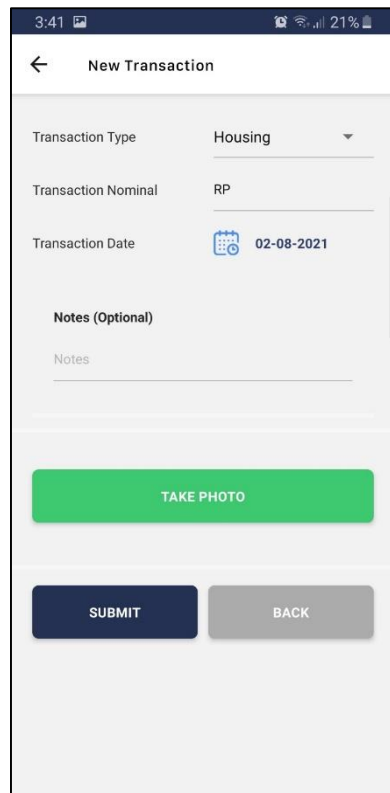 3:41 21%
New Transaction
Transaction Type Housing
Transaction Nominal RP
Transaction Date 02-08-2021
Notes (Optional)
Notes
TAKE PHOTO
SUBMIT BACK